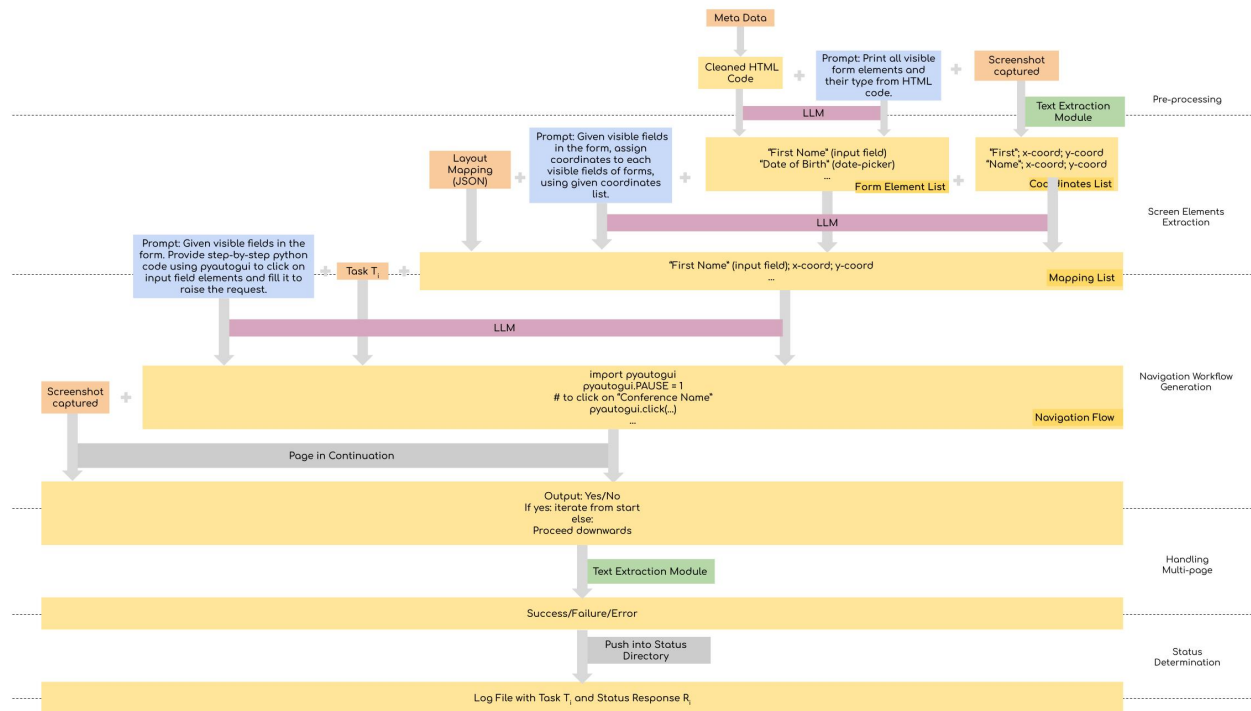 Meta Data
Cleaned HTML
Code
Prompt: Print all visible
form elements and
their type from HTML
code.
Screenshot
captured
Pre-processing
LLM
Text Extraction
Module
Layout
Mapping
(JSON)
Prompt: Given visible fields
in the form, assign
coordinates to each
visible fields of forms,
using given coordinates
list.
"First Name" (input field)
"Date of Birth" (date-picker)
...
Form Element List
"First"; x-coord; y-coord
"Name"; x-coord; y-coord
Coordinates List
Screen Elements
Extraction
LLM
Prompt: Given visible fields in the
form. Provide step-by-step python
code using pyautogui to click on
input field elements and fill it to
raise the request.
Task Ti
"First Name" (input field); x-coord; y-coord
...
Mapping List
LLM
Screenshot
captured
import pyautogui
pyautogui.PAUSE = 1
# to click on "Conference Name"
pyautogui.click(...)
...
Navigation Flow
Navigation Workflow
Generation
Page in Continuation
Output: Yes/No
If yes: iterate from start
else:
Proceed downwards
Text Extraction Module
Handling
Multi-page
Success/Failure/Error
Push into Status
Directory
Status
Determination
Log File with Task Ti and Status Response Ri